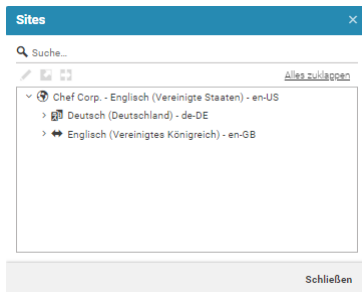 Sites
Suche...
Alles zuklappen
Chef Corp. - Englisch (Vereinigte Staaten) - en-US
Deutsch (Deutschland) - de-DE
Englisch (Vereinigtes Königreich) - en-GB
Schließen